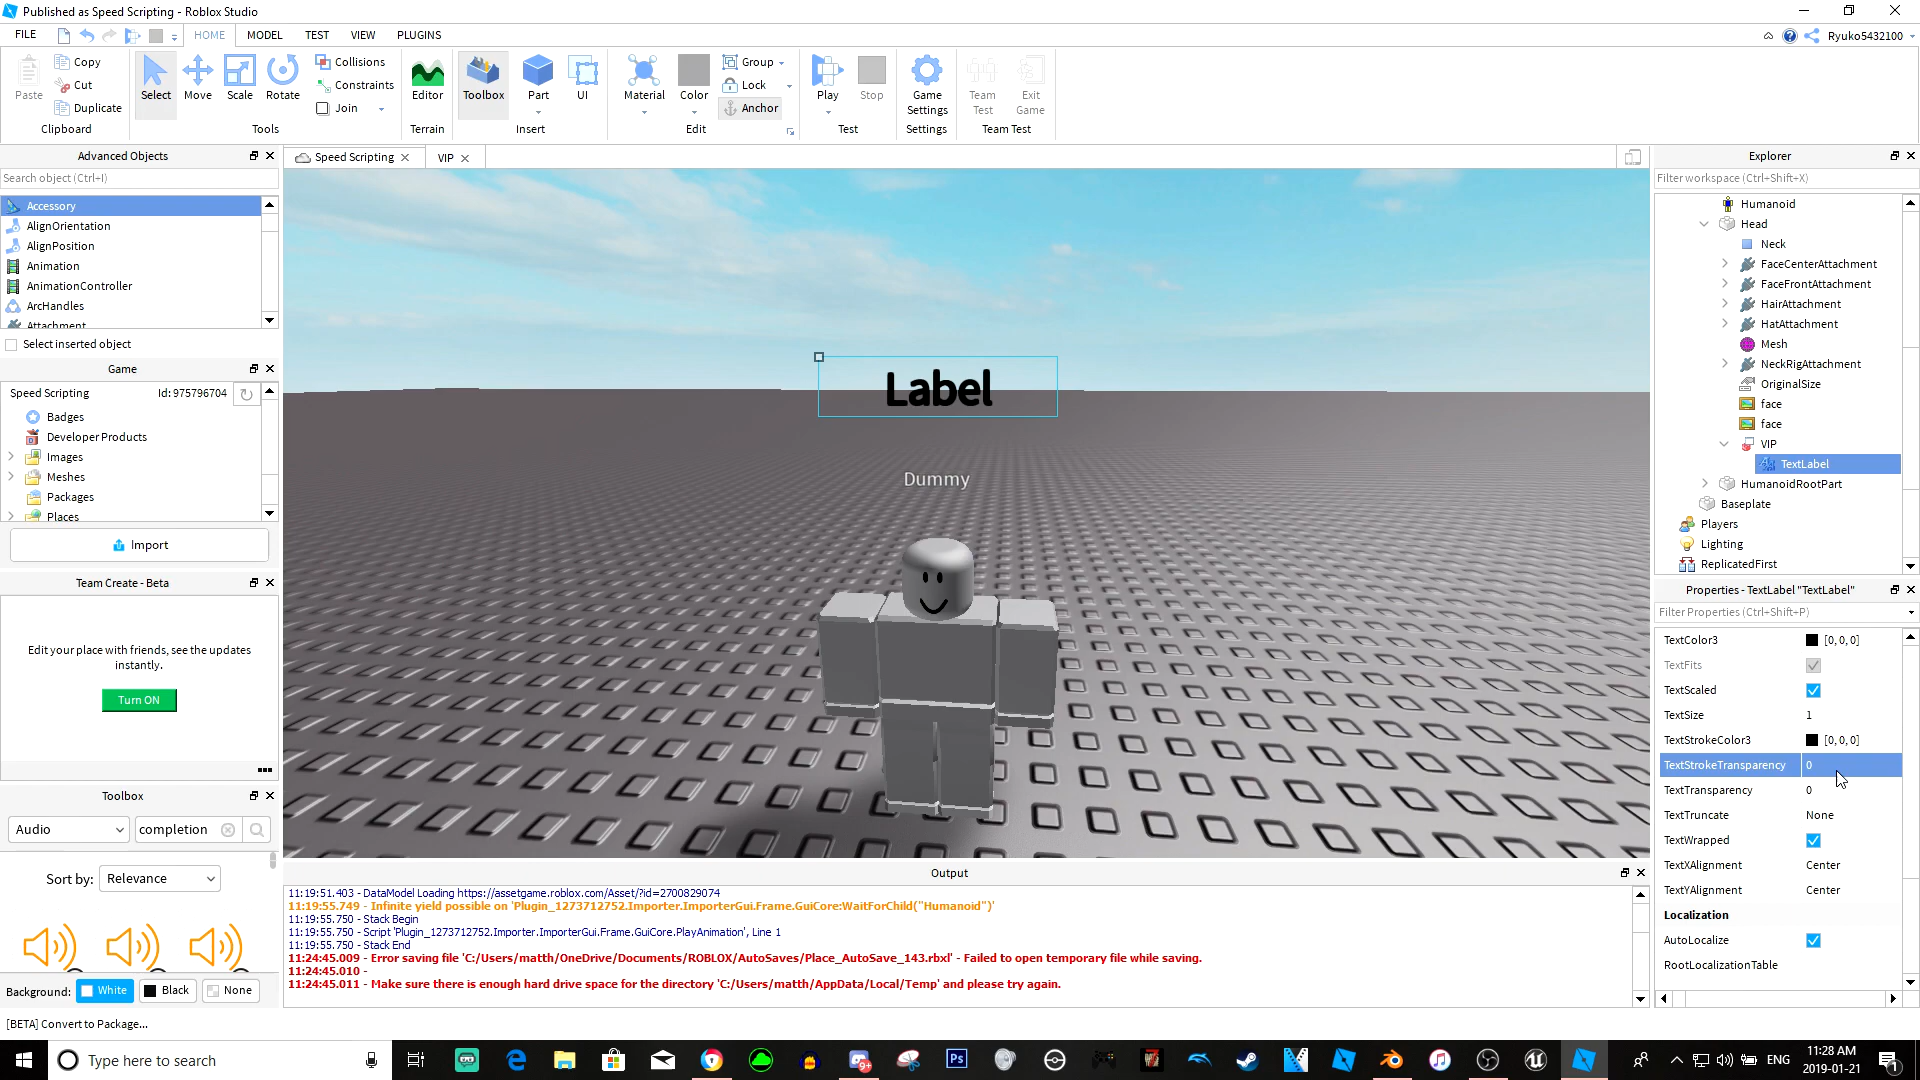 Published as Speed Scripting - Roblox Studio
FILE HOME MODEL TEST VIEW PLUGINS Ryuko5432100
Paste Copy Cut Duplicate Clipboard
Select Move Scale Rotate Collisions Constraints Join Tools
Editor Terrain
Toolbox Part UI Insert
Material Color Group Lock Anchor Edit
Play Stop Test
Game Settings Settings
Team Test Exit Game Team Test
Advanced Objects
Search object (Ctrl+I)
Accessory
AlignOrientation
AlignPosition
Animation
AnimationController
ArcHandles
Attachment
Select inserted object
Game
Speed Scripting Id: 975796704
Badges
Developer Products
Images
Meshes
Packages
Places
Import
Team Create - Beta
Edit your place with friends, see the updates
instantly.
Turn ON
Toolbox
Audio completion
Sort by: Relevance
Background: White Black None
[BETA] Convert to Package...
Speed Scripting VIP
Label
Dummy
Output
11:19:51.403 - DataModel Loading https://assetgame.roblox.com/Asset/?id=2700829074
11:19:55.749 - Infinite yield possible on 'Plugin_1273712752.Importer.ImporterGui.Frame.GuiCore:WaitForChild("Humanoid")'
11:19:55.750 - Stack Begin
11:19:55.750 - Script 'Plugin_1273712752.Importer.ImporterGui.Frame.GuiCore.PlayAnimation', Line 1
11:19:55.750 - Stack End
11:24:45.009 - Error saving file 'C:/Users/matth/OneDrive/Documents/ROBLOX/AutoSaves/Place_AutoSave_143.rbxl' - Failed to open temporary file while saving.
11:24:45.010 -
11:24:45.011 - Make sure there is enough hard drive space for the directory 'C:/Users/matth/AppData/Local/Temp' and please try again.
Explorer
Filter workspace (Ctrl+Shift+X)
Humanoid
Head
Neck
FaceCenterAttachment
FaceFrontAttachment
HairAttachment
HatAttachment
Mesh
NeckRigAttachment
OriginalSize
face
face
VIP
TextLabel
HumanoidRootPart
Baseplate
Players
Lighting
ReplicatedFirst
Properties - TextLabel "TextLabel"
Filter Properties (Ctrl+Shift+P)
TextColor3 [0, 0, 0]
TextFits
TextScaled
TextSize 1
TextStrokeColor3 [0, 0, 0]
TextStrokeTransparency 0
TextTransparency 0
TextTruncate None
TextWrapped
TextXAlignment Center
TextYAlignment Center
Localization
AutoLocalize
RootLocalizationTable
Type here to search
Ps
9+
ENG
11:28 AM
2019-01-21
1